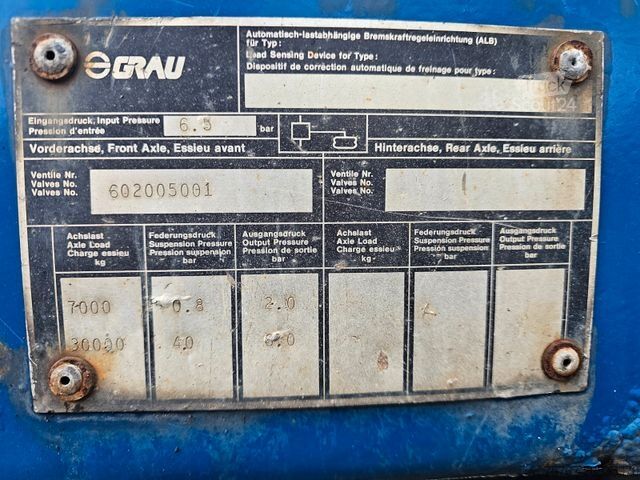 GRAU
Automatisch-lastabhängige Bremskraftregeleinrichtung (ALB)
für Typ:
Load Sensing Device for Type:
Dispositif de correction automatique de freinage pour type:
Eingangsdruck, Input Pressure
Pression d'entrée
6.5 bar
Vorderachse, Front Axle, Essieu avant
Hinterachse, Rear Axle, Essieu arrière
Ventile Nr.
Valves No.
Valves No.
602005001
Ventile Nr.
Valves No.
Valves No.
Achslast
Axle Load
Charge essieu
kg
Federungsdruck
Suspension Pressure
Pression suspension
bar
Ausgangsdruck
Output Pressure
Pression de sortie
bar
Achslast
Axle Load
Charge essieu
kg
Federungsdruck
Suspension Pressure
Pression suspension
bar
Ausgangsdruck
Output Pressure
Pression de sortie
bar
7000 0.8 2.0
30000 40